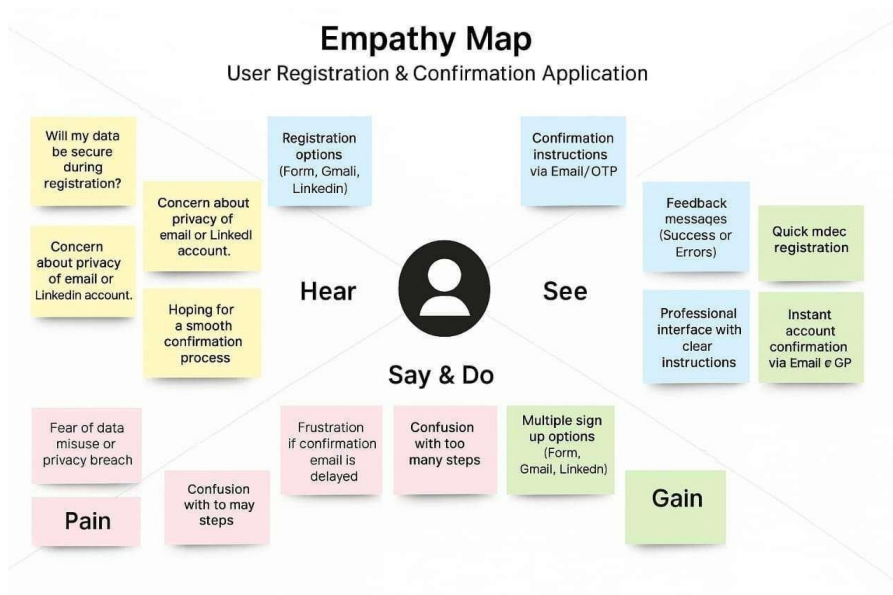 Empathy Map
User Registration & Confirmation Application
Will my data
be secure
during
registration?
Concern about
privacy of
email or LinkedI
account.
Concern
about privacy
of email or
Linkedin account.
Hoping for
a smooth
confirmation
process
Registration
options
(Form, Gmali,
Linkedin)
Confirmation
instructions
via Email/OTP
Feedback
messages
(Success or
Errors)
Quick mdec
registration
Hear
See
Professional
interface with
clear
instructions
Instant
account
confirmation
via Email e GP
Say & Do
Fear of data
misuse or
privacy breach
Pain
Confusion
with to may
steps
Frustration
if confirmation
email is
delayed
Confusion
with too
many steps
Multiple sign
up options
(Form,
Gmail, Linkedn)
Gain